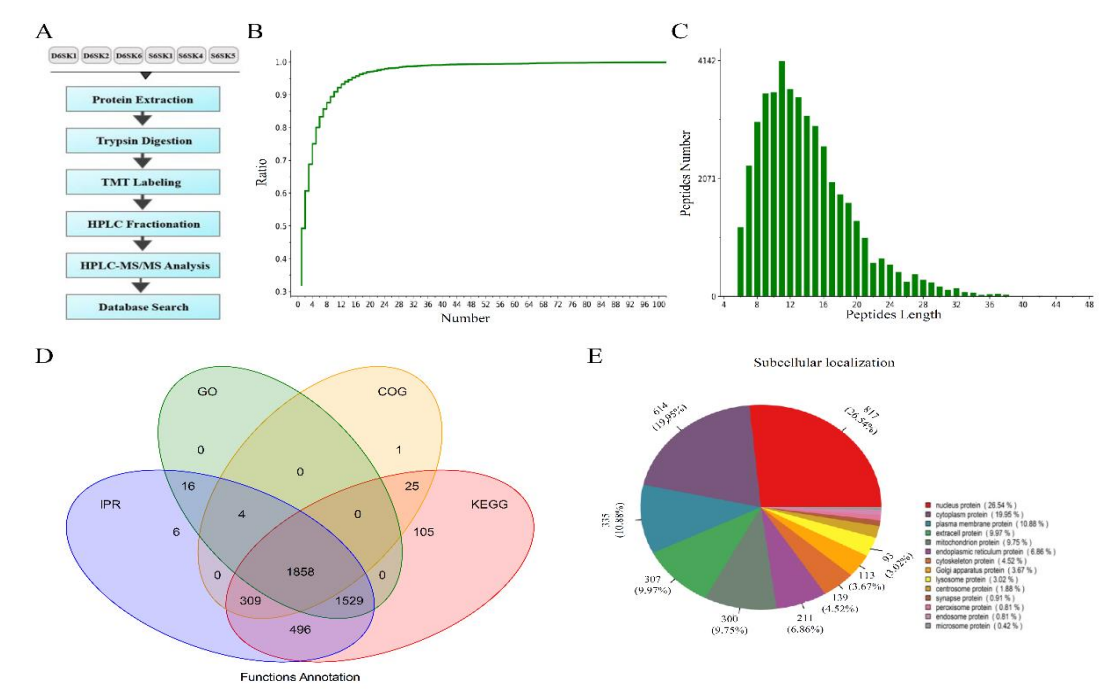 A
D6SK1 D6SK2 D6SK6 S6SK1 S6SK4 S6SK5
Protein Extraction
Trypsin Digestion
TMT Labeling
HPLC Fractionation
HPLC-MS/MS Analysis
Database Search
B
1.0
0.9
0.8
0.7
0.6
0.5
0.4
0.3
Ratio
0 4 8 12 16 20 24 28 32 36 40 44 48 52 56 60 64 68 72 76 80 84 88 92 96 100
Number
C
4142
2071
0
Peptides Number
4 8 12 16 20 24 28 32 36 40 44 48
Peptides Length
D
GO
COG
IPR
KEGG
0
1
0
16
25
4
0
6
105
0
1858
0
309
1529
496
Functions Annotation
E
Subcellular localization
817
(26.54%)
614
(19.95%)
335
(10.88%)
307
(9.97%)
300
(9.75%)
211
(6.86%)
139
(4.52%)
113
(3.67%)
93
(3.02%)
nucleus protein ( 26.54 % )
cytoplasm protein ( 19.95 % )
plasma membrane protein ( 10.88 % )
extracell protein ( 9.97 % )
mitochondrion protein ( 9.75 % )
endoplasmic reticulum protein ( 6.86 % )
cytoskeleton protein ( 4.52 % )
Golgi apparatus protein ( 3.67 % )
lysosome protein ( 3.02 % )
centrosome protein ( 1.88 % )
synapse protein ( 0.91 % )
peroxisome protein ( 0.81 % )
endosome protein ( 0.81 % )
microsome protein ( 0.42 % )